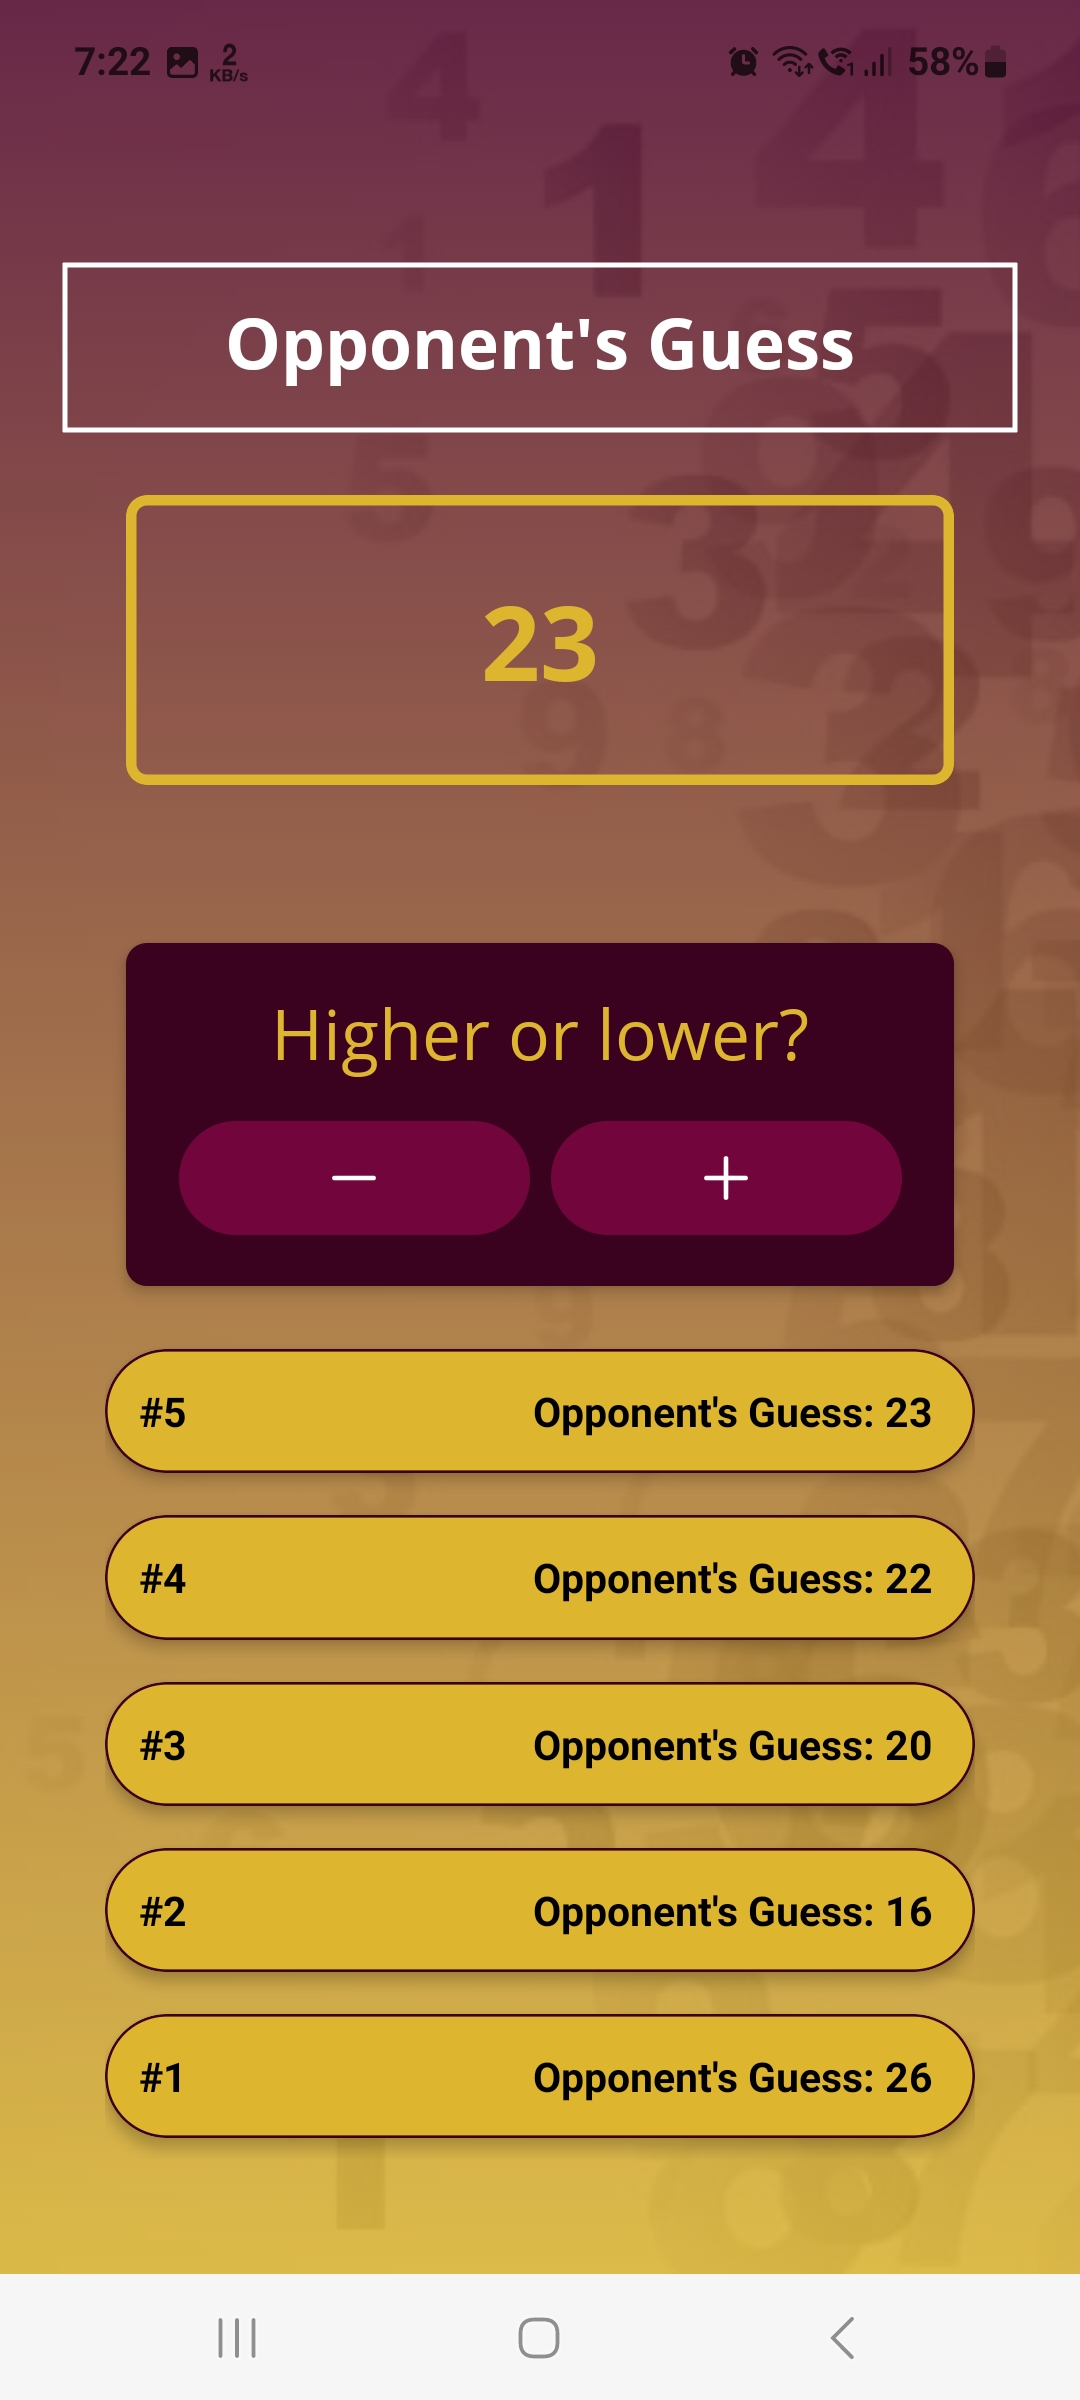 7:22 2 KB/s 1 58%
Opponent's Guess
23
Higher or lower?
− +
#5 Opponent's Guess: 23
#4 Opponent's Guess: 22
#3 Opponent's Guess: 20
#2 Opponent's Guess: 16
#1 Opponent's Guess: 26